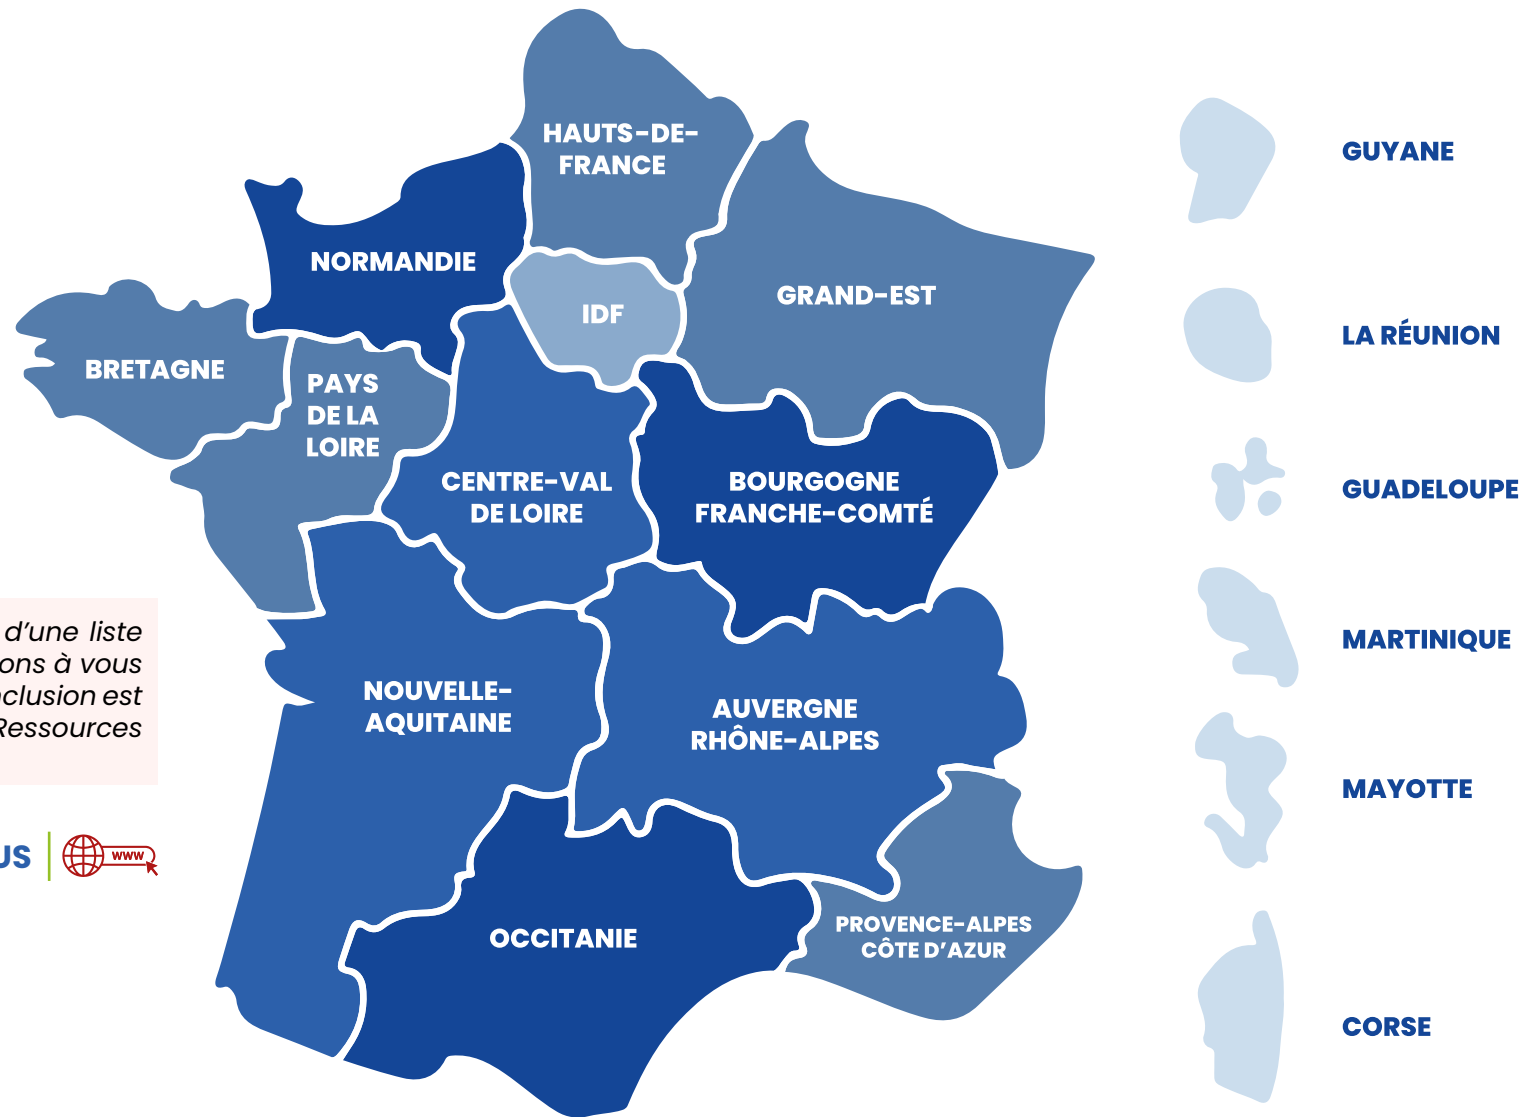 HAUTS-DE-
FRANCE
NORMANDIE
IDF
GRAND-EST
BRETAGNE
PAYS
DE LA
LOIRE
CENTRE-VAL
DE LOIRE
BOURGOGNE
FRANCHE-COMTÉ
NOUVELLE-
AQUITAINE
AUVERGNE
RHÔNE-ALPES
OCCITANIE
PROVENCE-ALPES
CÔTE D’AZUR
GUYANE
LA RÉUNION
GUADELOUPE
MARTINIQUE
MAYOTTE
CORSE
d’une liste
ons à vous
nclusion est
Ressources
US
www